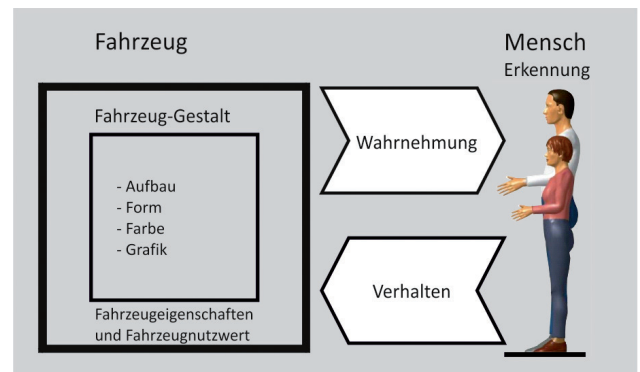 Fahrzeug
Fahrzeug-Gestalt
- Aufbau
- Form
- Farbe
- Grafik
Fahrzeugeigenschaften
und Fahrzeugnutzwert
Wahrnehmung
Verhalten
Mensch
Erkennung